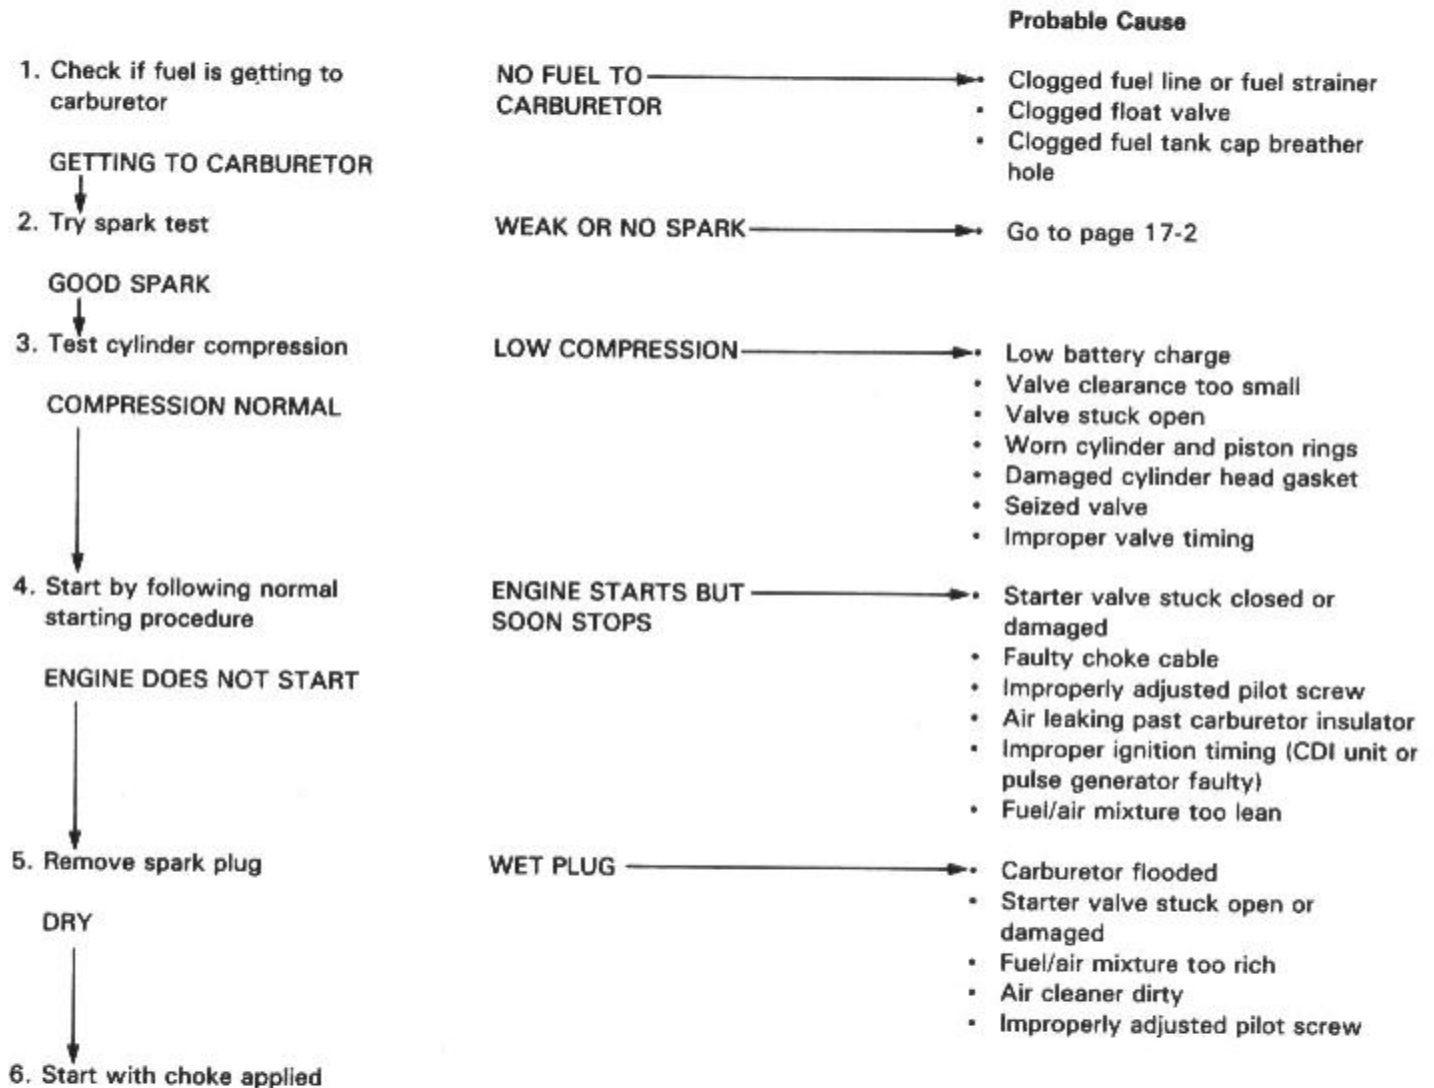 Probable Cause
1. Check if fuel is getting to
carburetor
NO FUEL TO
CARBURETOR
• Clogged fuel line or fuel strainer
• Clogged float valve
• Clogged fuel tank cap breather
hole
GETTING TO CARBURETOR
2. Try spark test
WEAK OR NO SPARK
• Go to page 17-2
GOOD SPARK
3. Test cylinder compression
LOW COMPRESSION
• Low battery charge
• Valve clearance too small
• Valve stuck open
• Worn cylinder and piston rings
• Damaged cylinder head gasket
• Seized valve
• Improper valve timing
COMPRESSION NORMAL
4. Start by following normal
starting procedure
ENGINE STARTS BUT
SOON STOPS
• Starter valve stuck closed or
damaged
• Faulty choke cable
• Improperly adjusted pilot screw
• Air leaking past carburetor insulator
• Improper ignition timing (CDI unit or
pulse generator faulty)
• Fuel/air mixture too lean
ENGINE DOES NOT START
5. Remove spark plug
WET PLUG
• Carburetor flooded
• Starter valve stuck open or
damaged
• Fuel/air mixture too rich
• Air cleaner dirty
• Improperly adjusted pilot screw
DRY
6. Start with choke applied